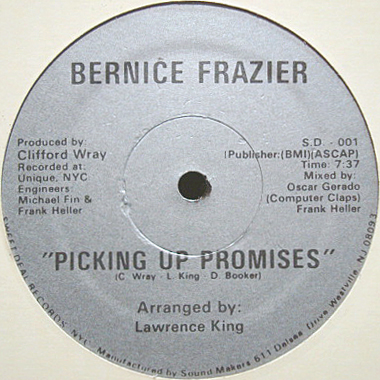 BERNICE FRAZIER
Produced by:
Clifford Wray
Recorded at:
Unique, NYC
Engineers:
Michael Fin &
Frank Heller
S.D. - 001
(Publisher:(BMI)(ASCAP)
Time: 7:37
Mixed by:
Oscar Gerado
(Computer Claps)
Frank Heller
"PICKING UP PROMISES"
(C. Wray - L. King - D. Booker)
Arranged by:
Lawrence King
SWEET DEAL RECORDS, NYC - Manufactured by Sound Makers 611 Delsea Drive Westville, NJ 08093